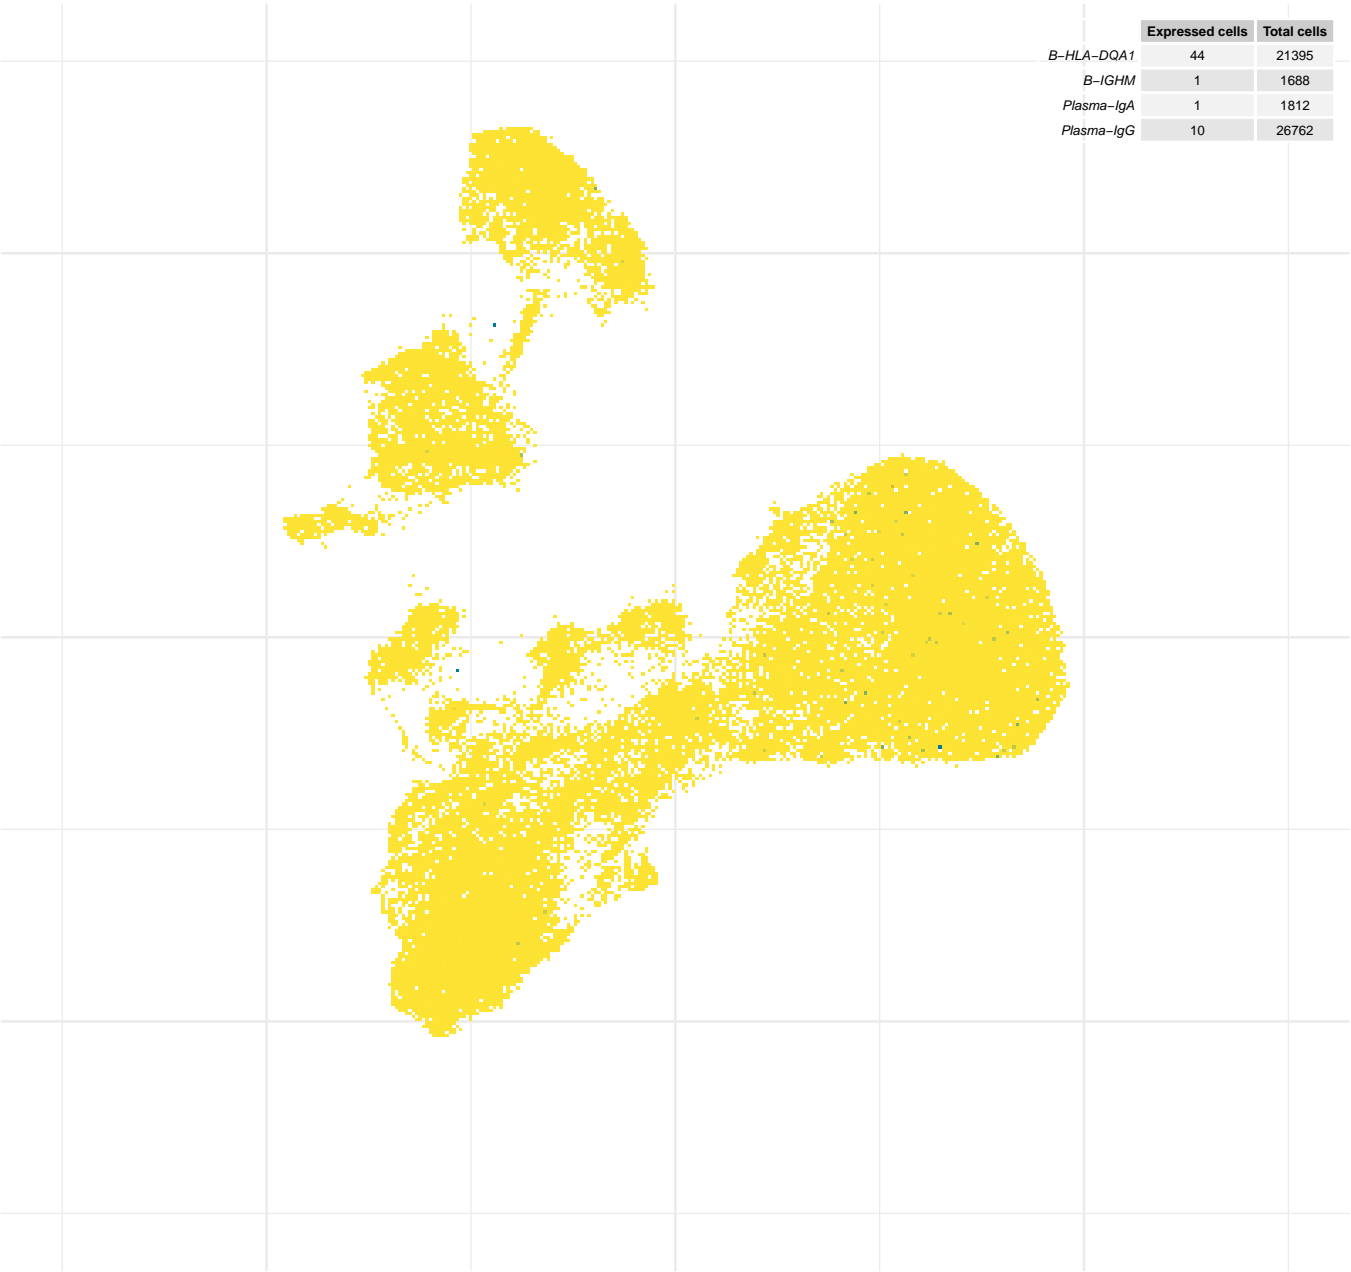 Expressed cells Total cells
B−HLA−DQA1 44 21395
B−IGHM 1 1688
Plasma−IgA 1 1812
Plasma−IgG 10 26762